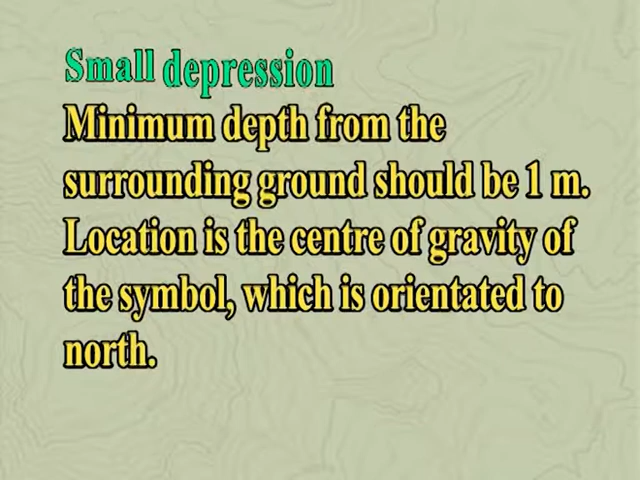 Small depression
Minimum depth from the
surrounding ground should be 1 m.
Location is the centre of gravity of
the symbol, which is orientated to
north.